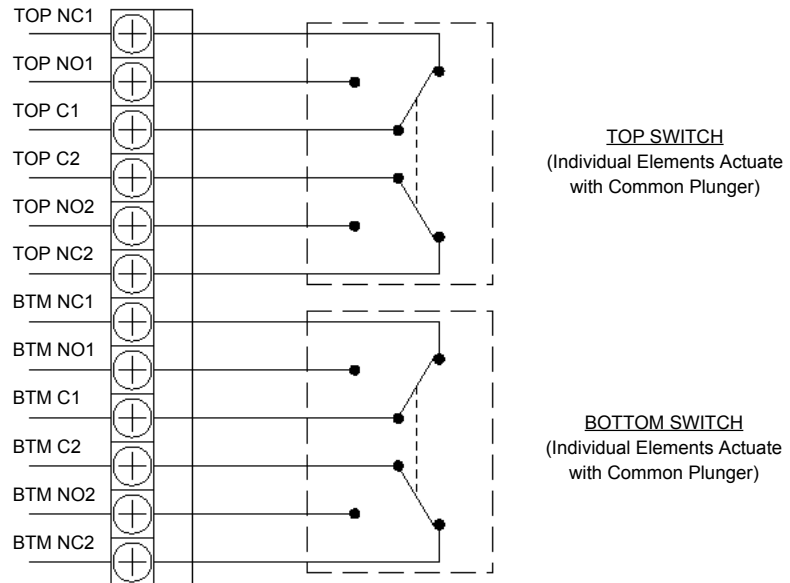 TOP NC1
TOP NO1
TOP C1
TOP C2
TOP NO2
TOP NC2
BTM NC1
BTM NO1
BTM C1
BTM C2
BTM NO2
BTM NC2
TOP SWITCH
(Individual Elements Actuate
with Common Plunger)
BOTTOM SWITCH
(Individual Elements Actuate
with Common Plunger)